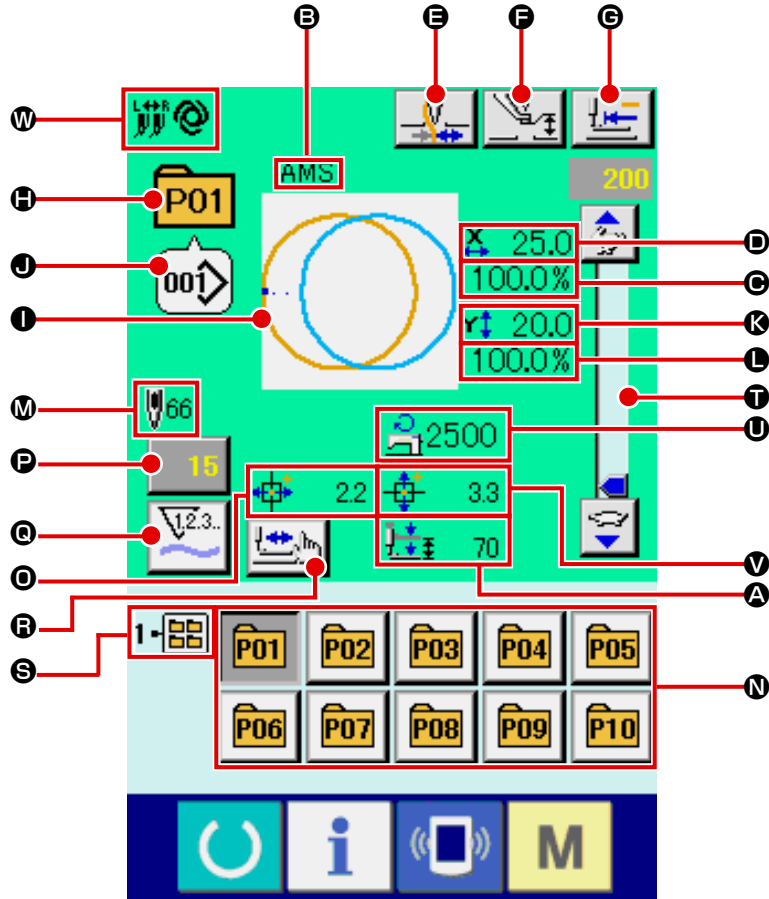 B E F G
W L R
AMS
H P01 200
J 001 X 25.0 D
100.0% C
I Y 20.0 K
100.0% L
M 66 T
2500 U
P 15
2.2 3.3
Q 1.2.3..
O V
70
R A
S 1 P01 P02 P03 P04 P05
N
P06 P07 P08 P09 P10
i M